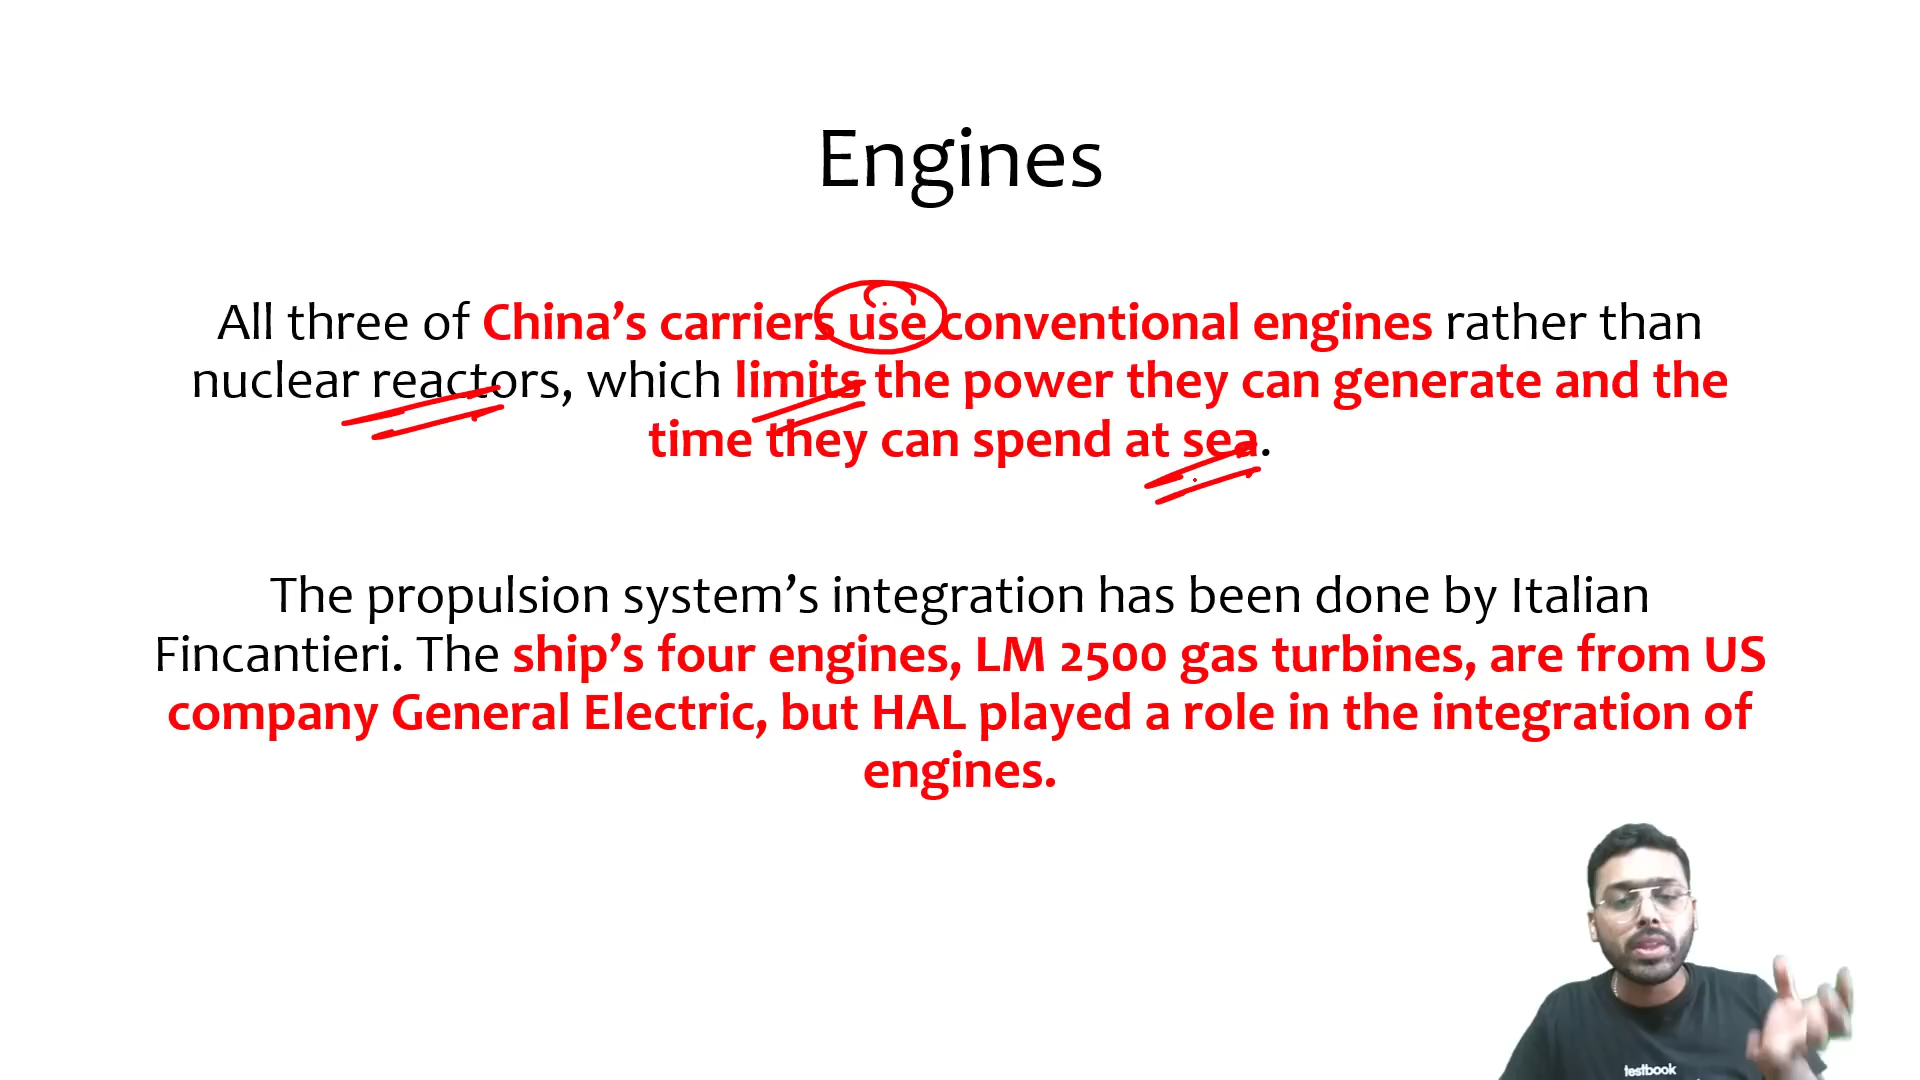 Engines
All three of China’s carriers use conventional engines rather than
nuclear reactors, which limits the power they can generate and the
time they can spend at sea.
The propulsion system’s integration has been done by Italian
Fincantieri. The ship’s four engines, LM 2500 gas turbines, are from US
company General Electric, but HAL played a role in the integration of
engines.
testbook